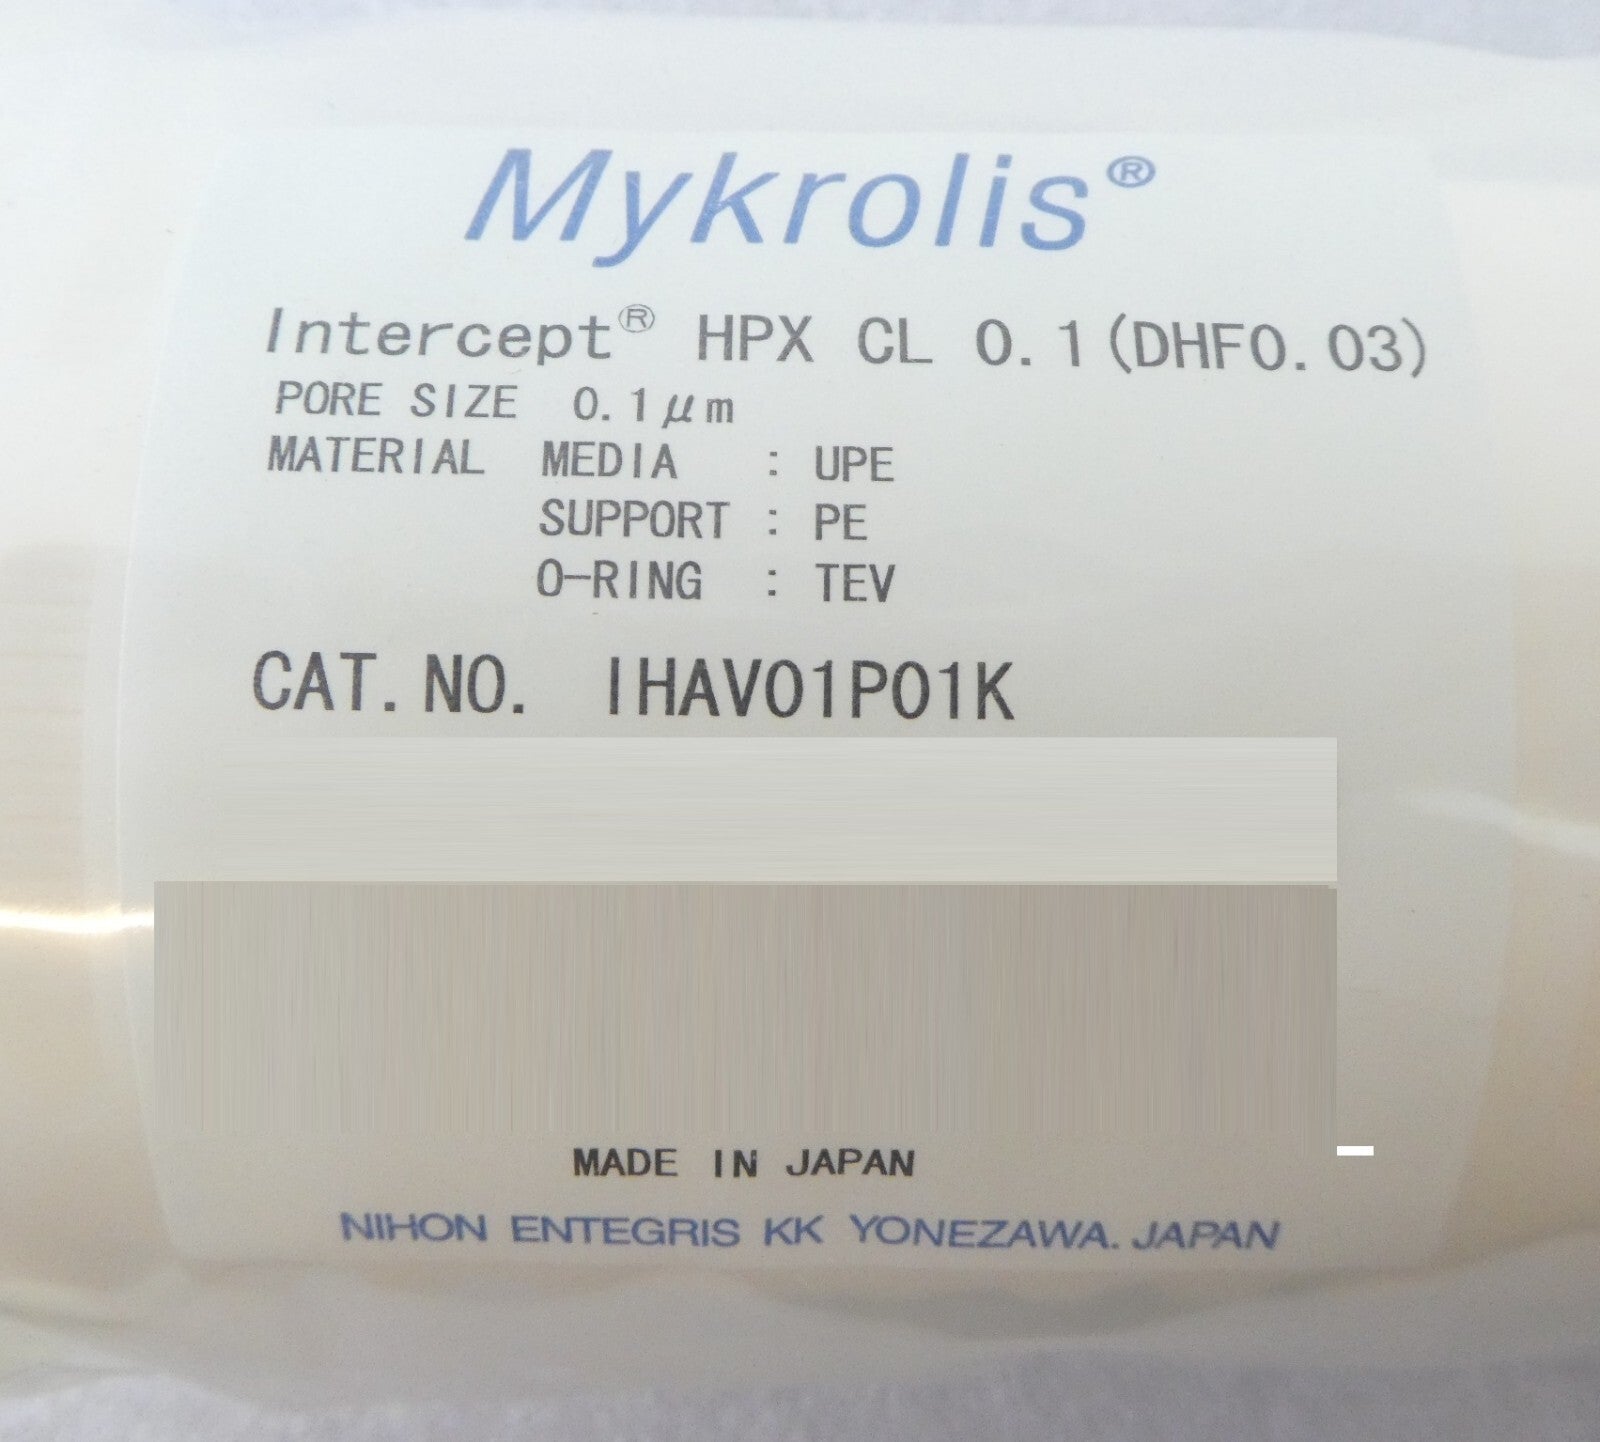 Mykrolis®
Intercept® HPX CL 0.1(DHF0.03)
PORE SIZE 0.1μm
MATERIAL MEDIA : UPE
SUPPORT : PE
O-RING : TEV
CAT.NO. IHAV01P01K
MADE IN JAPAN
NIHON ENTEGRIS KK YONEZAWA. JAPAN